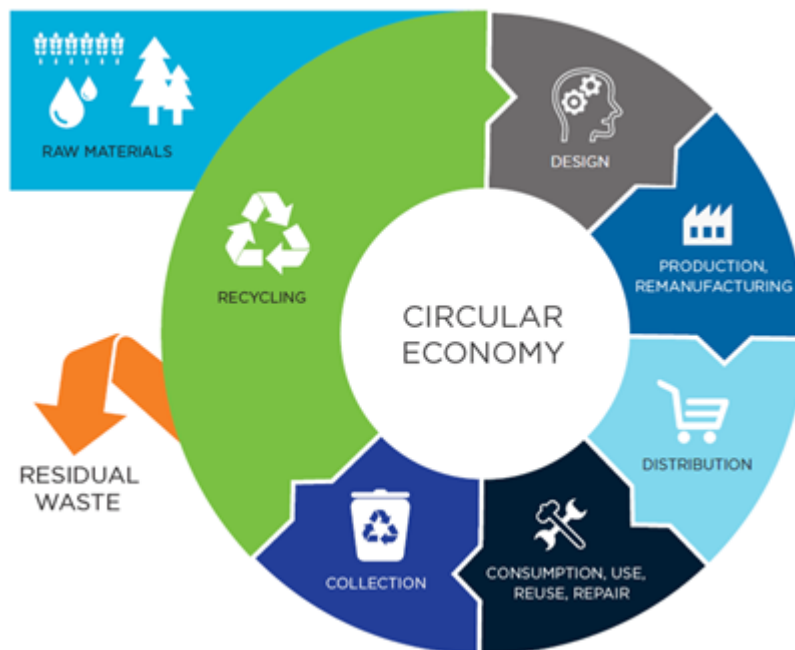 RAW MATERIALS
DESIGN
PRODUCTION,
REMANUFACTURING
RECYCLING
CIRCULAR
ECONOMY
DISTRIBUTION
RESIDUAL
WASTE
COLLECTION
CONSUMPTION, USE,
REUSE, REPAIR